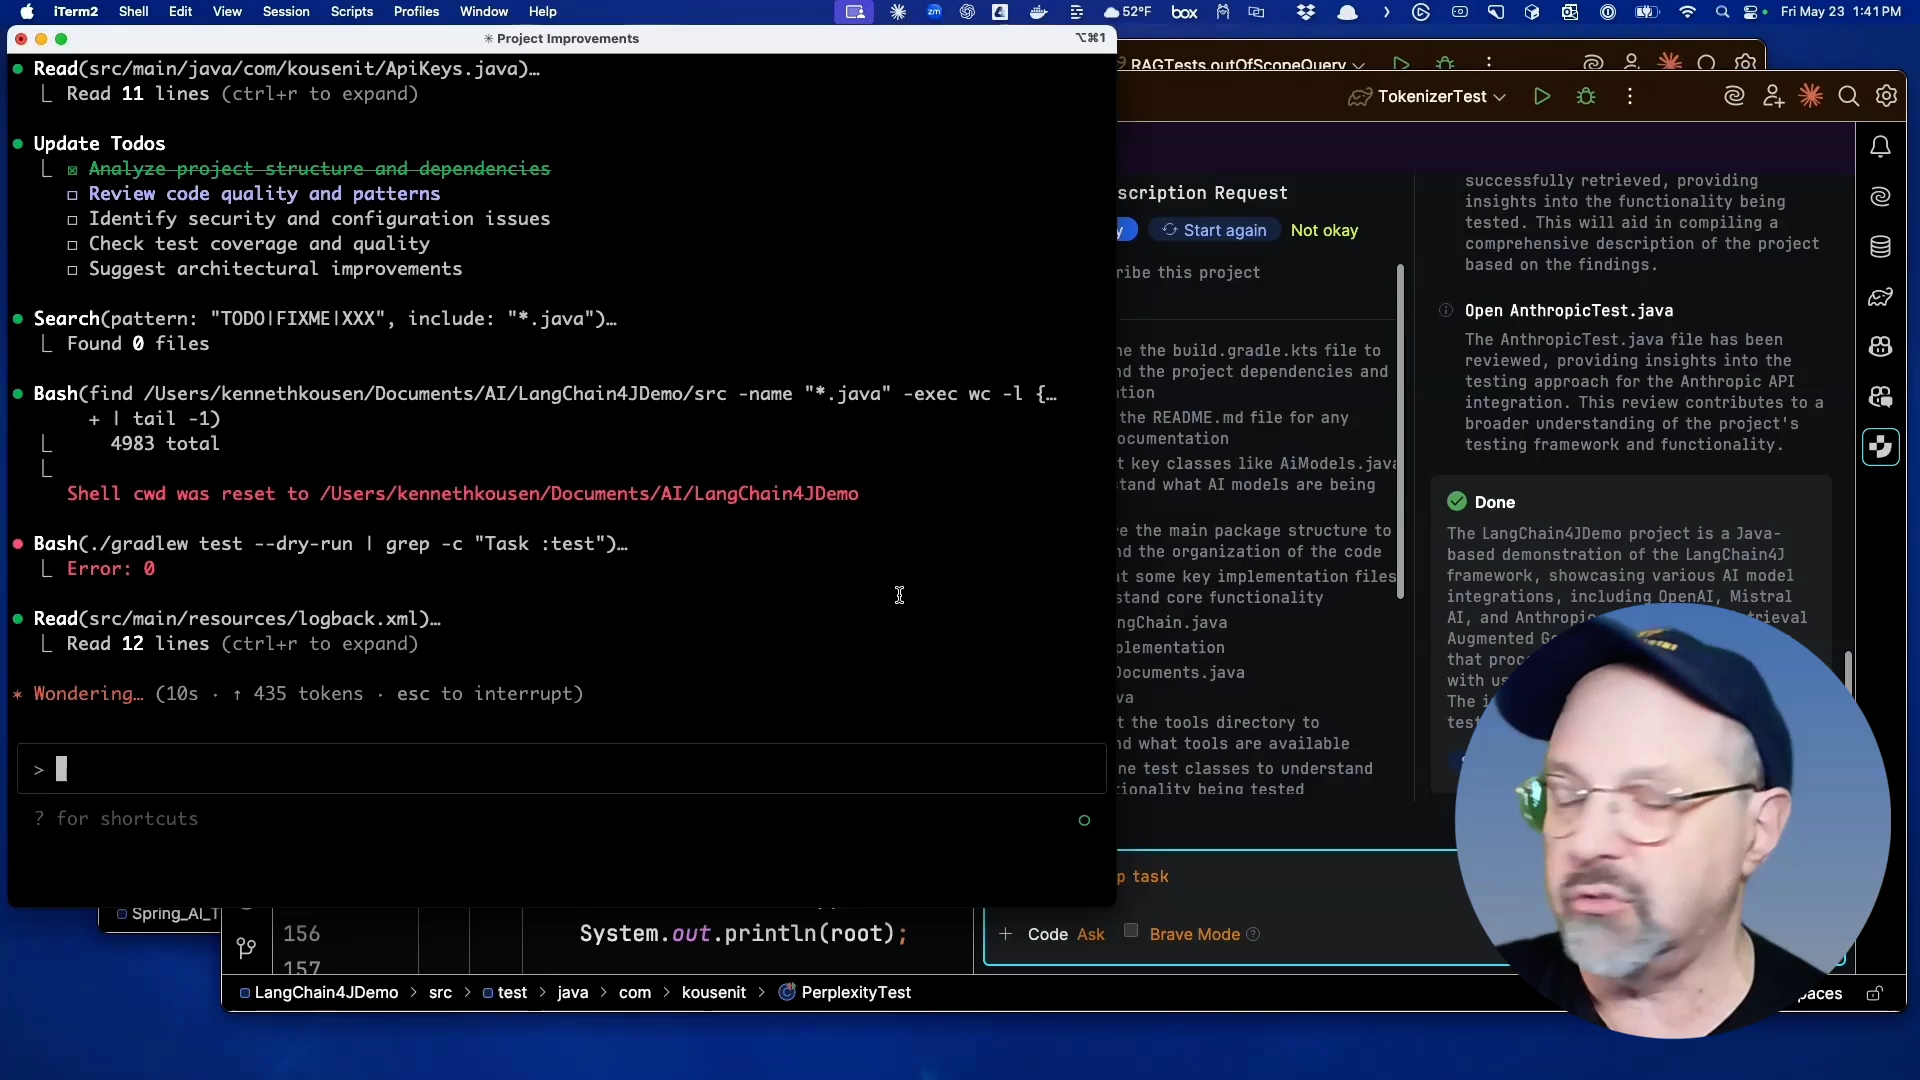 iTerm2 Shell Edit View Session Scripts Profiles Window Help
52°F box Fri May 23 1:41 PM
✳ Project Improvements ⌥⌘1
Read(src/main/java/com/kousenit/ApiKeys.java)…
Read 11 lines (ctrl+r to expand)
Update Todos
☒ Analyze project structure and dependencies
☐ Review code quality and patterns
☐ Identify security and configuration issues
☐ Check test coverage and quality
☐ Suggest architectural improvements
Search(pattern: "TODO|FIXME|XXX", include: "*.java")…
Found 0 files
Bash(find /Users/kennethkousen/Documents/AI/LangChain4JDemo/src -name "*.java" -exec wc -l {…
+ | tail -1)
4983 total
Shell cwd was reset to /Users/kennethkousen/Documents/AI/LangChain4JDemo
Bash(./gradlew test --dry-run | grep -c "Task :test")…
Error: 0
Read(src/main/resources/logback.xml)…
Read 12 lines (ctrl+r to expand)
* Wondering… (10s · ↑ 435 tokens · esc to interrupt)
>
? for shortcuts
RAGTests.outOfScopeQuery
TokenizerTest
scription Request
y Start again Not okay
ribe this project
ne the build.gradle.kts file to
nd the project dependencies and
tion
the README.md file for any
ocumentation
t key classes like AiModels.java
stand what AI models are being
re the main package structure to
nd the organization of the code
at some key implementation files
stand core functionality
ngChain.java
plementation
Documents.java
va
t the tools directory to
nd what tools are available
ne test classes to understand
ionality being tested
successfully retrieved, providing
insights into the functionality being
tested. This will aid in compiling a
comprehensive description of the project
based on the findings.
Open AnthropicTest.java
The AnthropicTest.java file has been
reviewed, providing insights into the
testing approach for the Anthropic API
integration. This review contributes to a
broader understanding of the project's
testing framework and functionality.
Done
The LangChain4JDemo project is a Java-
based demonstration of the LangChain4J
framework, showcasing various AI model
integrations, including OpenAI, Mistral
AI, and Anthropic trieval
Augmented Ge
that proc
with us
The i
test
p task
+ Code Ask Brave Mode
Spring_AI_T
156 System.out.println(root);
157
LangChain4JDemo > src > test > java > com > kousenit > PerplexityTest
paces